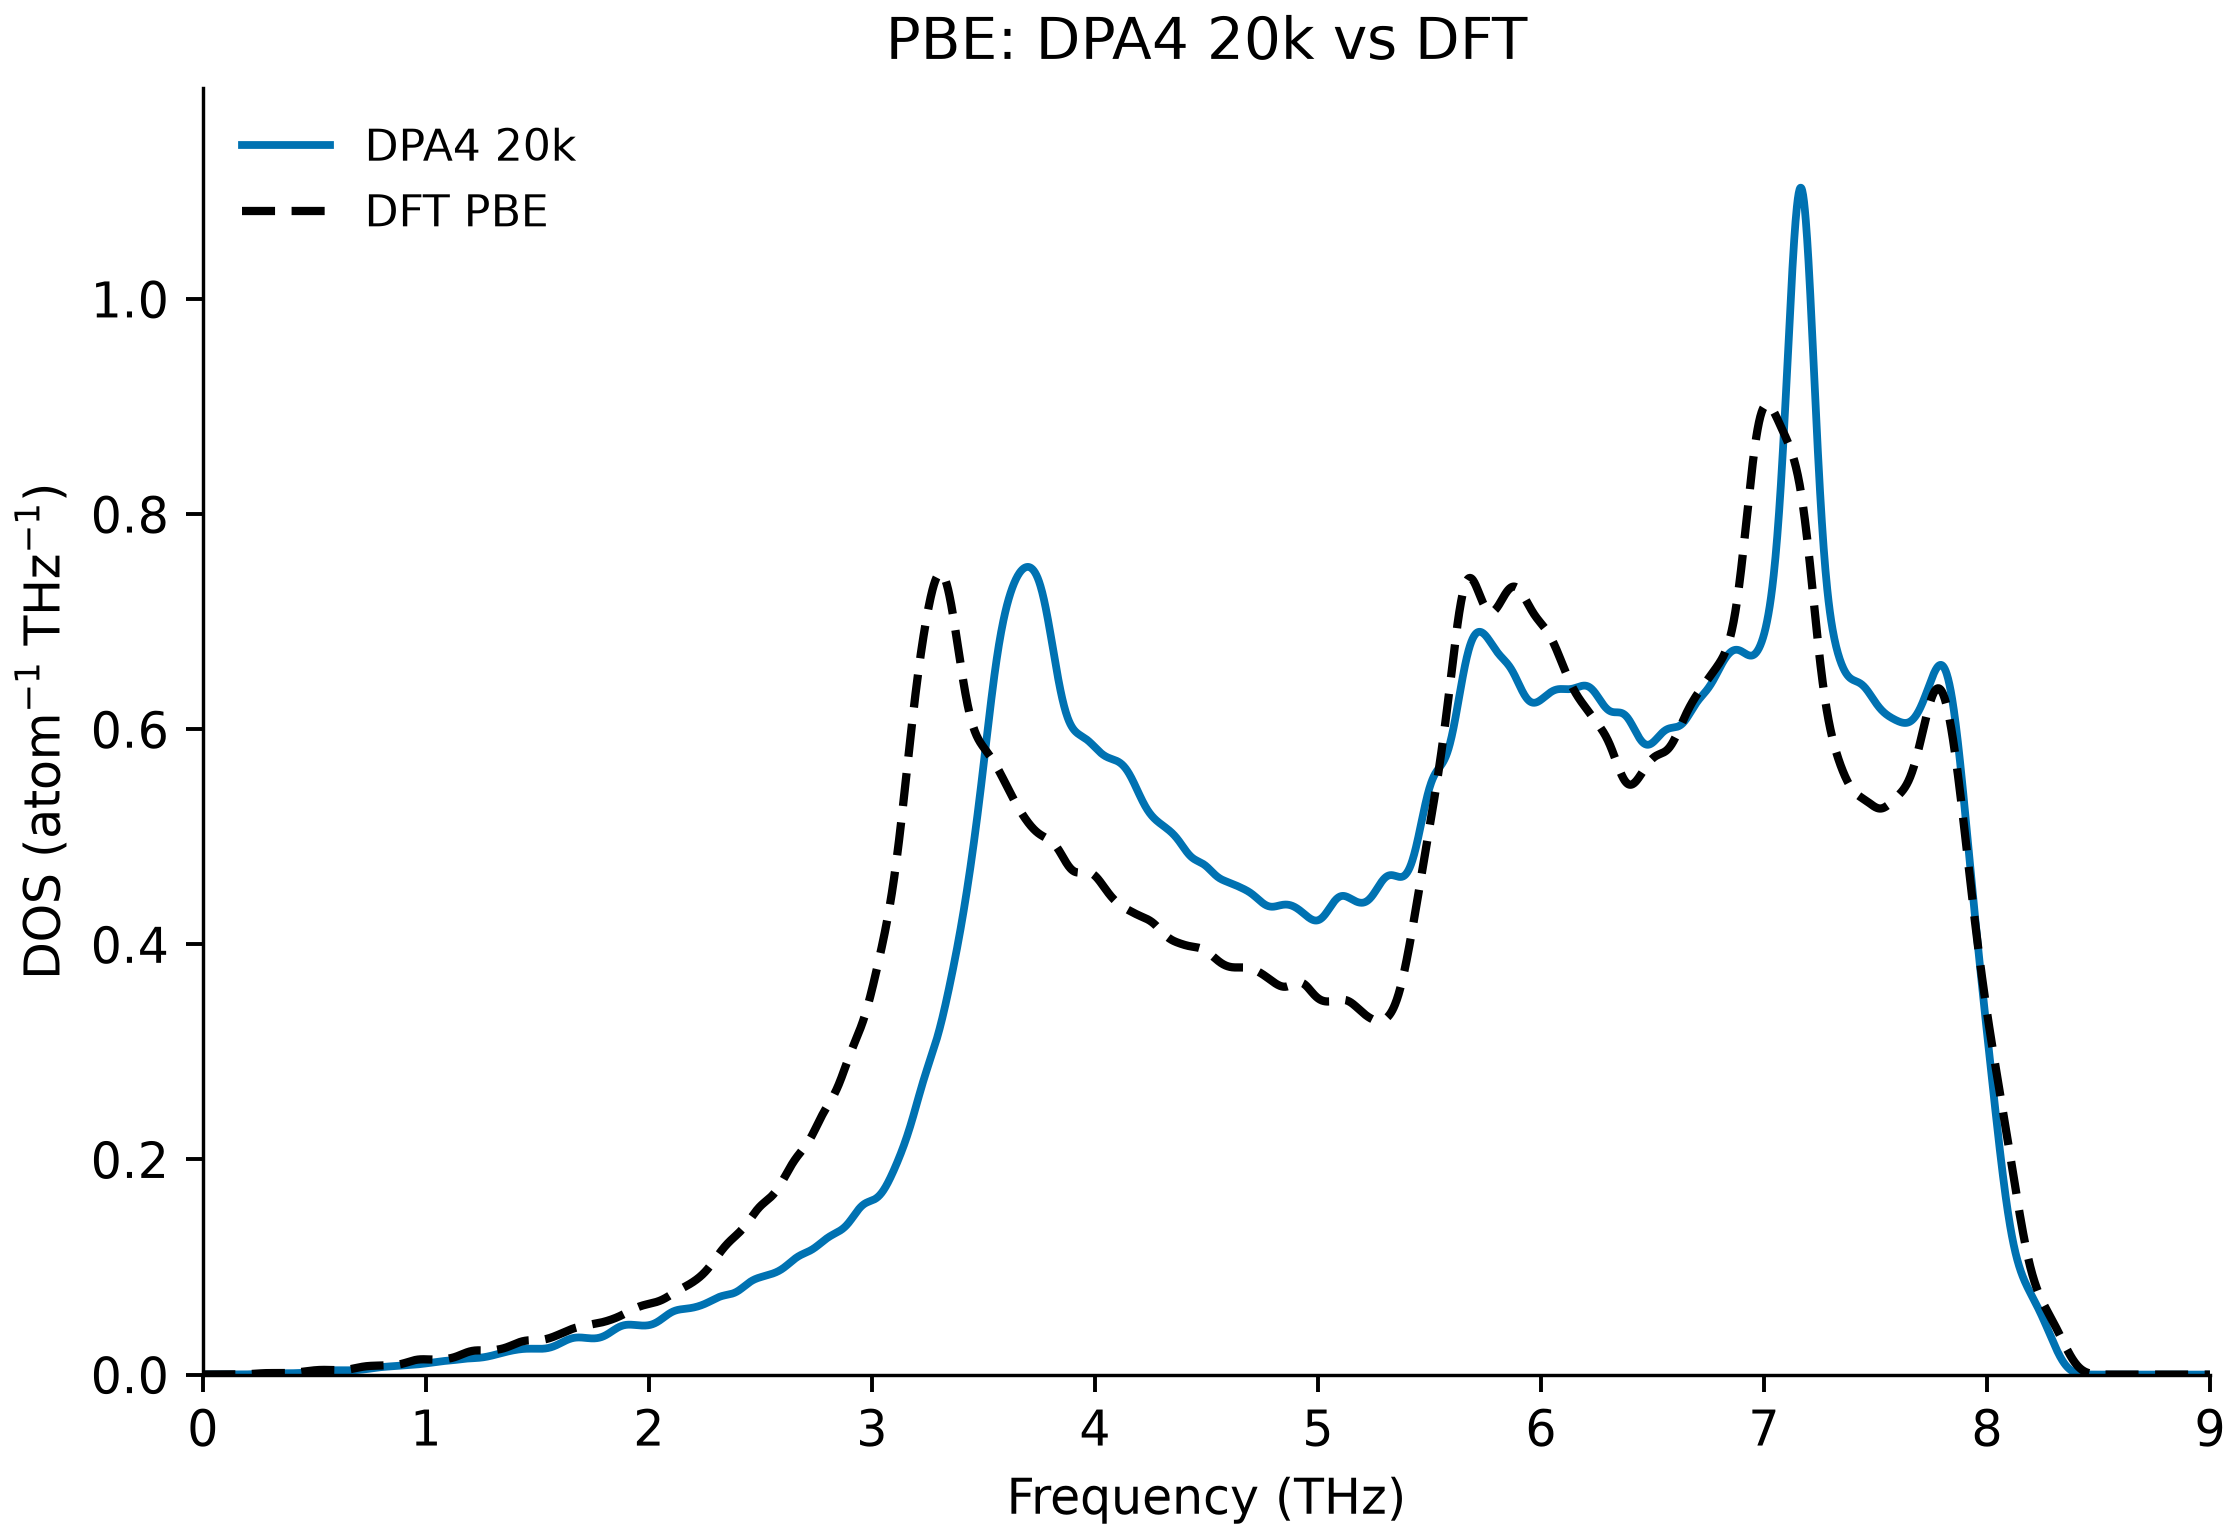 PBE: DPA4 20k vs DFT
DPA4 20k
DFT PBE
DOS (atom⁻¹ THz⁻¹)
1.0
0.8
0.6
0.4
0.2
0.0
0 1 2 3 4 5 6 7 8 9
Frequency (THz)